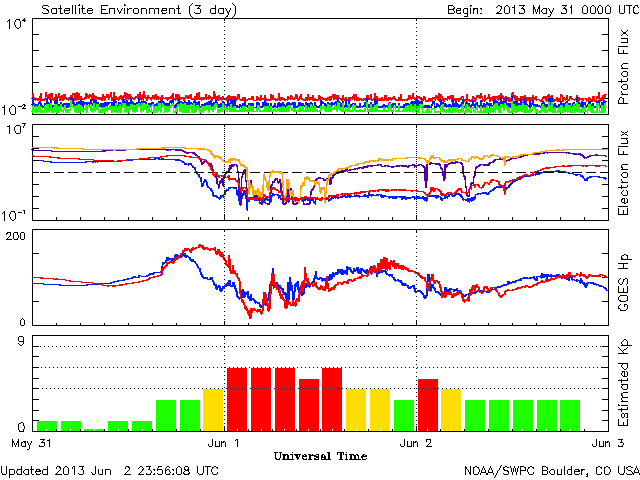 Satellite Environment (3 day)
Begin: 2013 May 31 0000 UTC
10⁴
10⁻²
Proton Flux
10⁷
10⁻¹
Electron Flux
200
0
GOES Hp
9
0
Estimated Kp
May 31
Jun 1
Jun 2
Jun 3
Universal Time
Updated 2013 Jun 2 23:56:08 UTC
NOAA/SWPC Boulder, CO USA